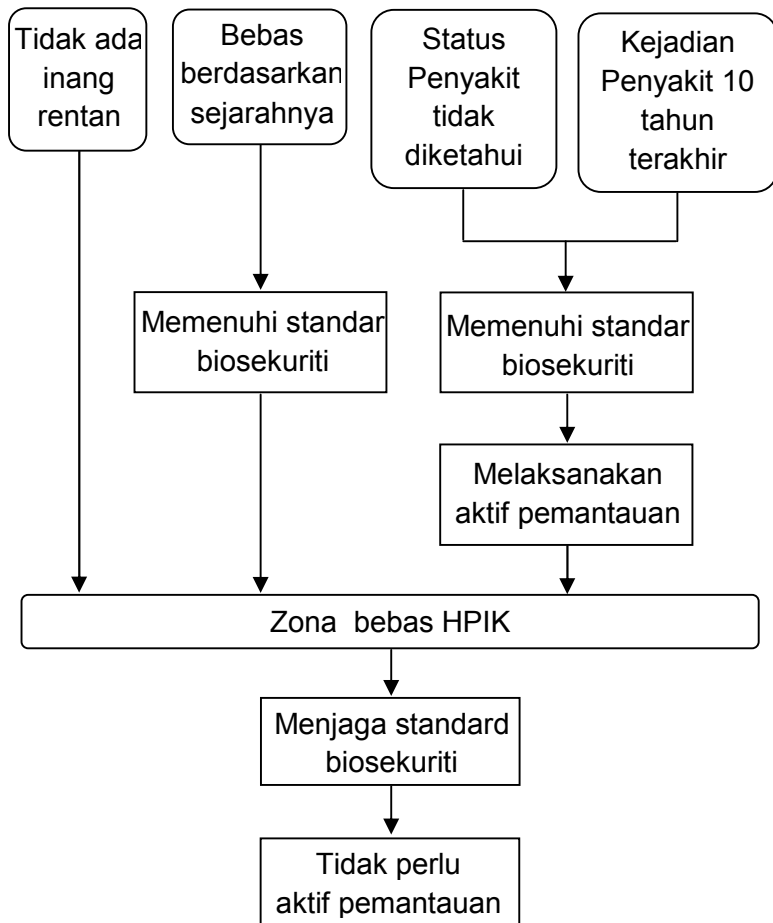 Tidak ada
inang
rentan
Bebas
berdasarkan
sejarahnya
Status
Penyakit
tidak
diketahui
Kejadian
Penyakit 10
tahun
terakhir
Memenuhi standar
biosekuriti
Memenuhi standar
biosekuriti
Melaksanakan
aktif pemantauan
Zona bebas HPIK
Menjaga standard
biosekuriti
Tidak perlu
aktif pemantauan